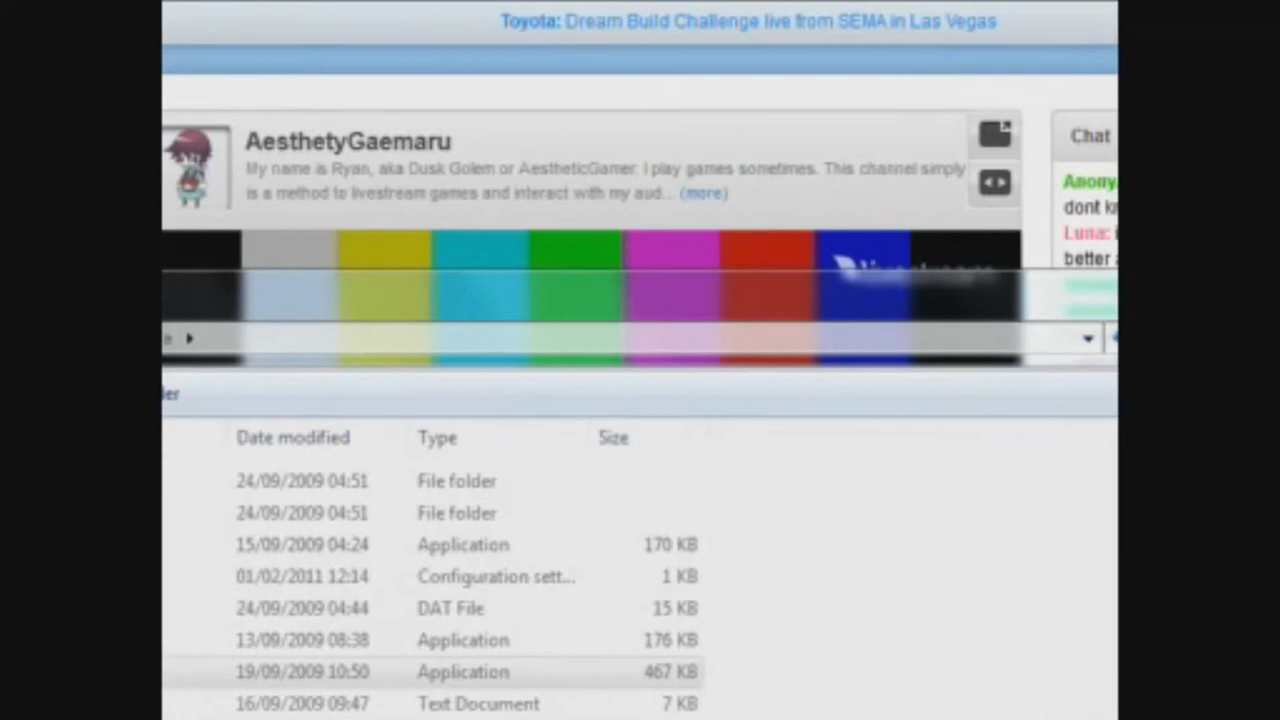 Toyota: Dream Build Challenge live from SEMA in Las Vegas
AesthetyGaemaru
My name is Ryan, aka Dusk Golem or AestheticGamer. I play games sometimes. This channel simply
is a method to livestream games and interact with my aud... (more)
Chat
Anony
dont k
Luna:
better
livestream
Date modified Type Size
24/09/2009 04:51 File folder
24/09/2009 04:51 File folder
15/09/2009 04:24 Application 170 KB
01/02/2011 12:14 Configuration sett... 1 KB
24/09/2009 04:44 DAT File 15 KB
13/09/2009 08:38 Application 176 KB
19/09/2009 10:50 Application 467 KB
16/09/2009 09:47 Text Document 7 KB